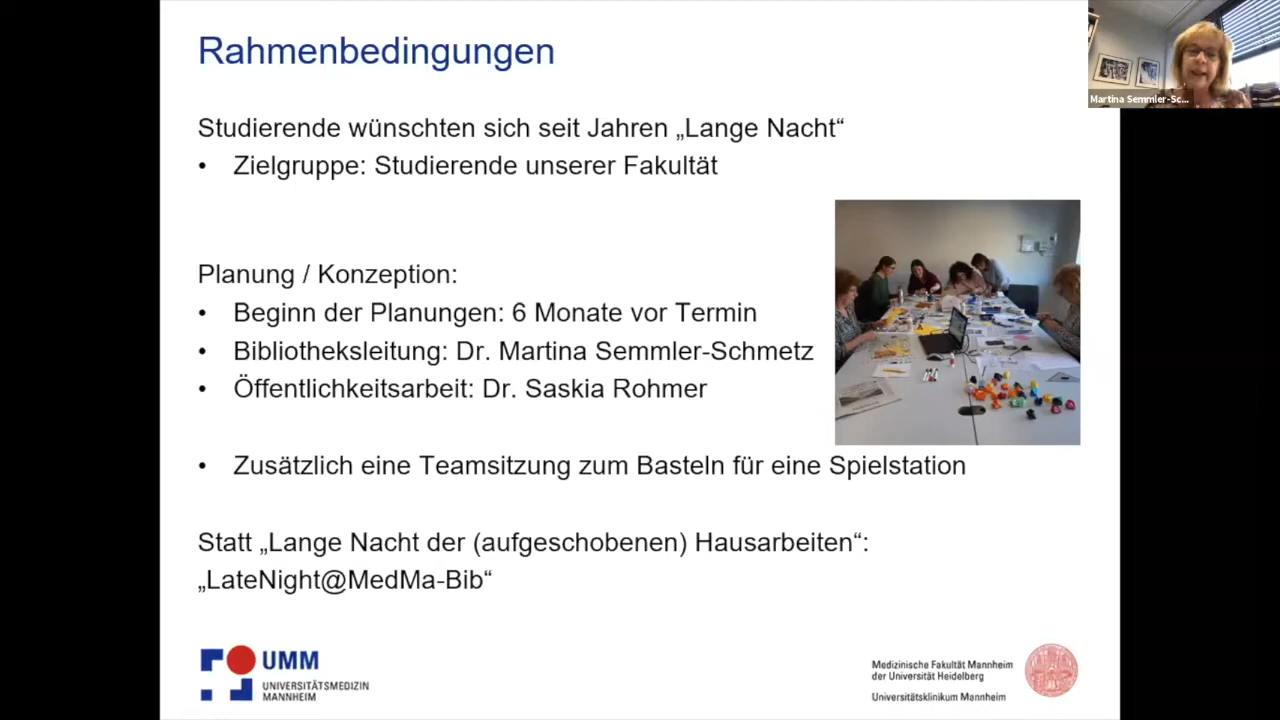 Rahmenbedingungen
Martina Semmler-Sc...
Studierende wünschten sich seit Jahren „Lange Nacht“
• Zielgruppe: Studierende unserer Fakultät
Planung / Konzeption:
• Beginn der Planungen: 6 Monate vor Termin
• Bibliotheksleitung: Dr. Martina Semmler-Schmetz
• Öffentlichkeitsarbeit: Dr. Saskia Rohmer
• Zusätzlich eine Teamsitzung zum Basteln für eine Spielstation
Statt „Lange Nacht der (aufgeschobenen) Hausarbeiten“:
„LateNight@MedMa-Bib“
UMM
UNIVERSITÄTSMEDIZIN
MANNHEIM
Medizinische Fakultät Mannheim
der Universität Heidelberg
Universitätsklinikum Mannheim